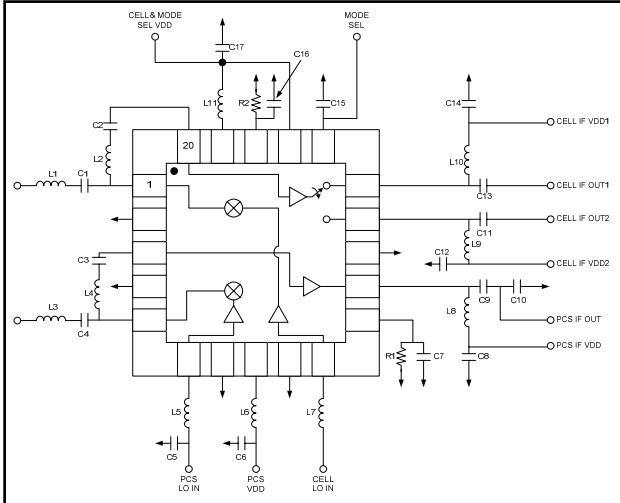 CELL& MODE
SEL VDD
MODE
SEL
C17
C16
C14
L11
R2
C15
C2
CELL IF VDD1
20
L2
L10
L1
C1
1
CELL IF OUT1
C13
CELL IF OUT2
C11
L9
C3
C12
CELL IF VDD2
L4
L3
C4
C9
C10
L8
PCS IF OUT
R1
C7
C8
PCS IF VDD
L5
L6
L7
C5
C6
PCS
LO IN
PCS
VDD
CELL
LO IN